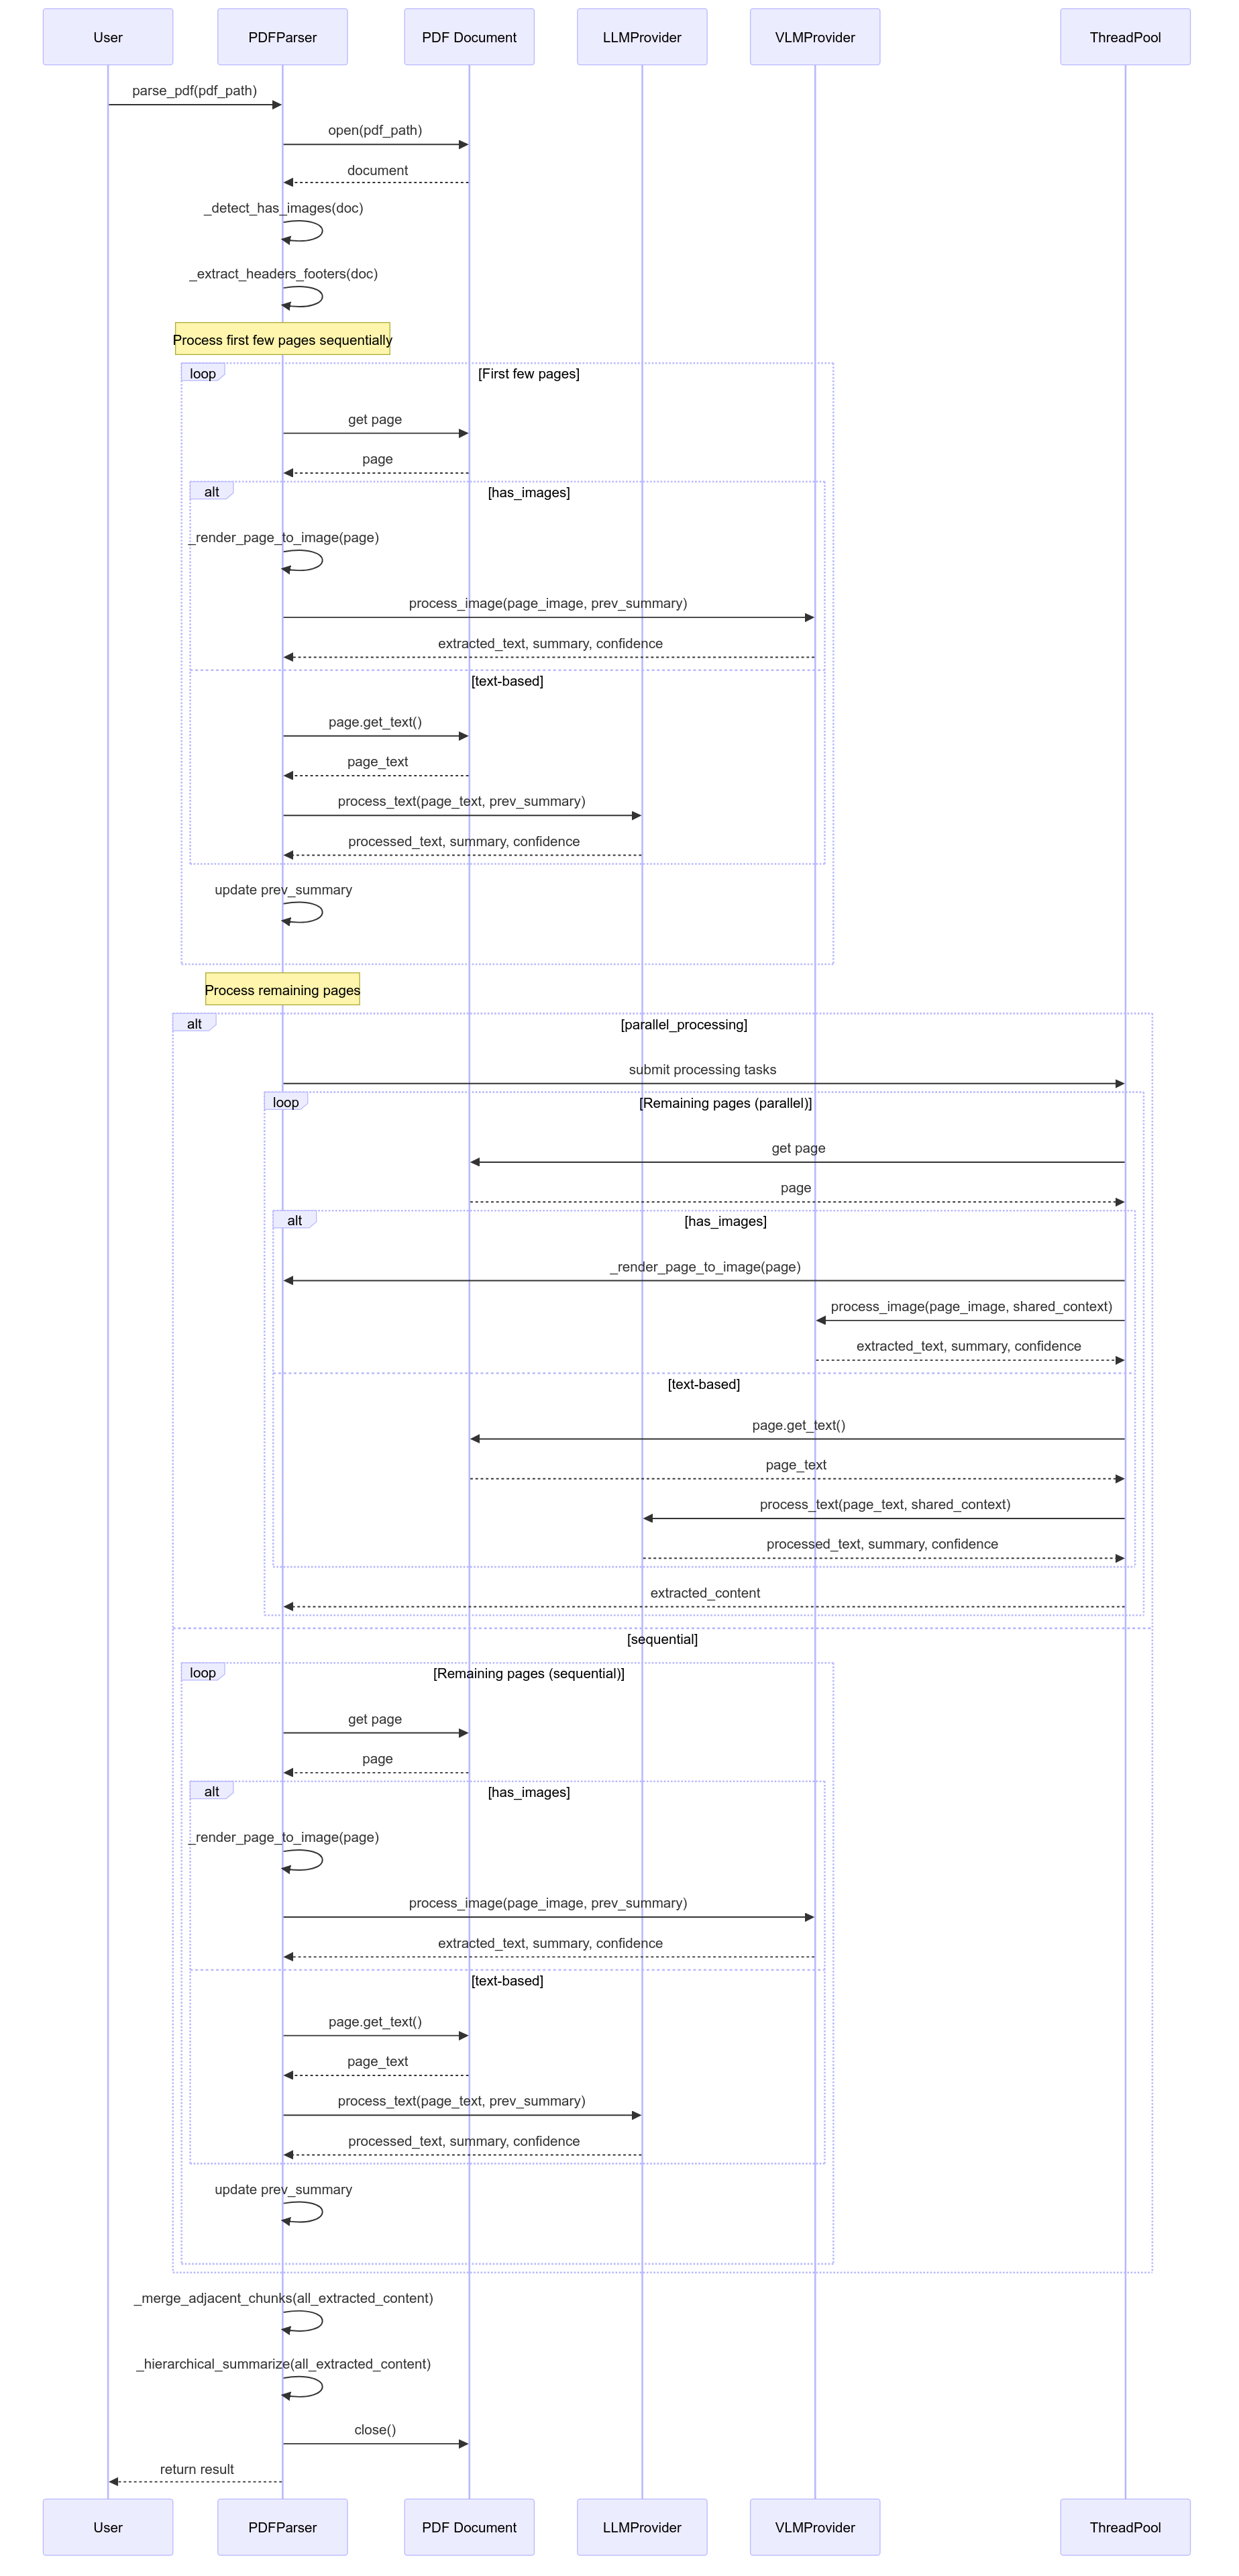 User
PDFParser
PDF Document
LLMProvider
VLMProvider
ThreadPool
parse_pdf(pdf_path)
open(pdf_path)
document
_detect_has_images(doc)
_extract_headers_footers(doc)
Process first few pages sequentially
loop
[First few pages]
get page
page
alt
[has_images]
_render_page_to_image(page)
process_image(page_image, prev_summary)
extracted_text, summary, confidence
[text-based]
page.get_text()
page_text
process_text(page_text, prev_summary)
processed_text, summary, confidence
update prev_summary
Process remaining pages
alt
[parallel_processing]
submit processing tasks
loop
[Remaining pages (parallel)]
get page
page
alt
[has_images]
_render_page_to_image(page)
process_image(page_image, shared_context)
extracted_text, summary, confidence
[text-based]
page.get_text()
page_text
process_text(page_text, shared_context)
processed_text, summary, confidence
extracted_content
[sequential]
loop
[Remaining pages (sequential)]
get page
page
alt
[has_images]
_render_page_to_image(page)
process_image(page_image, prev_summary)
extracted_text, summary, confidence
[text-based]
page.get_text()
page_text
process_text(page_text, prev_summary)
processed_text, summary, confidence
update prev_summary
_merge_adjacent_chunks(all_extracted_content)
_hierarchical_summarize(all_extracted_content)
close()
return result
User
PDFParser
PDF Document
LLMProvider
VLMProvider
ThreadPool